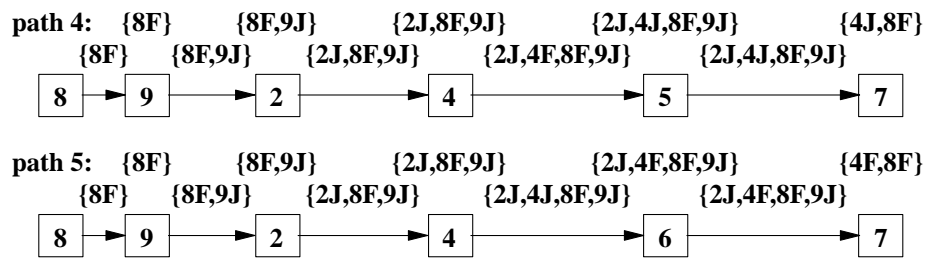 path 4: {8F} {8F,9J} {2J,8F,9J} {2J,4J,8F,9J} {4J,8F}
{8F} {8F,9J} {2J,8F,9J} {2J,4F,8F,9J} {2J,4J,8F,9J}
8 9 2 4 5 7
path 5: {8F} {8F,9J} {2J,8F,9J} {2J,4F,8F,9J} {4F,8F}
{8F} {8F,9J} {2J,8F,9J} {2J,4J,8F,9J} {2J,4F,8F,9J}
8 9 2 4 6 7